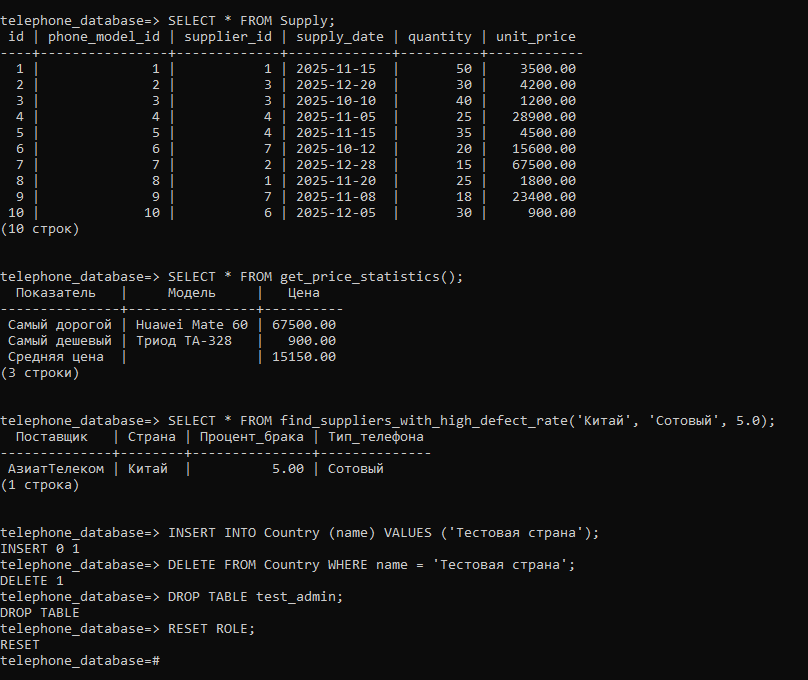 telephone_database=> SELECT * FROM Supply;
 id | phone_model_id | supplier_id | supply_date | quantity | unit_price
----+----------------+-------------+-------------+----------+------------
  1 |              1 |           1 | 2025-11-15  |       50 |    3500.00
  2 |              2 |           3 | 2025-12-20  |       30 |    4200.00
  3 |              3 |           3 | 2025-10-10  |       40 |    1200.00
  4 |              4 |           4 | 2025-11-05  |       25 |   28900.00
  5 |              5 |           4 | 2025-11-15  |       35 |    4500.00
  6 |              6 |           7 | 2025-10-12  |       20 |   15600.00
  7 |              7 |           2 | 2025-12-28  |       15 |   67500.00
  8 |              8 |           1 | 2025-11-20  |       25 |    1800.00
  9 |              9 |           7 | 2025-11-08  |       18 |   23400.00
 10 |             10 |           6 | 2025-12-05  |       30 |     900.00
(10 строк)
telephone_database=> SELECT * FROM get_price_statistics();
  Показатель   |     Модель     |   Цена
---------------+----------------+----------
 Самый дорогой | Huawei Mate 60 | 67500.00
 Самый дешевый | Триод ТА-328   |   900.00
 Средняя цена  |                | 15150.00
(3 строки)
telephone_database=> SELECT * FROM find_suppliers_with_high_defect_rate('Китай', 'Сотовый', 5.0);
  Поставщик   | Страна | Процент_брака | Тип_телефона
--------------+--------+---------------+--------------
 АзиатТелеком | Китай  |          5.00 | Сотовый
(1 строка)
telephone_database=> INSERT INTO Country (name) VALUES ('Тестовая страна');
INSERT 0 1
telephone_database=> DELETE FROM Country WHERE name = 'Тестовая страна';
DELETE 1
telephone_database=> DROP TABLE test_admin;
DROP TABLE
telephone_database=> RESET ROLE;
RESET
telephone_database=#